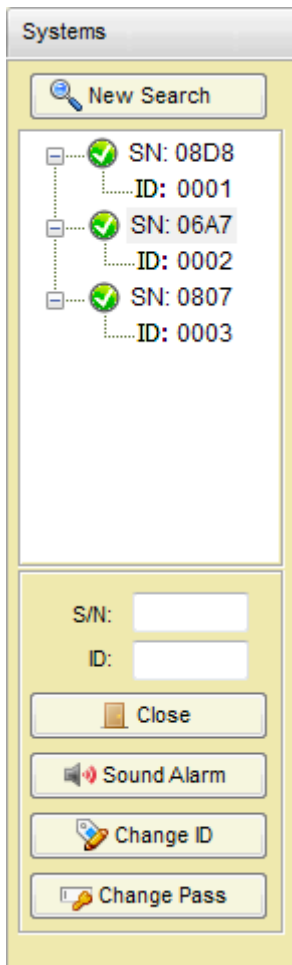 Systems
New Search
SN: 08D8
ID: 0001
SN: 06A7
ID: 0002
SN: 0807
ID: 0003
S/N:
ID:
Close
Sound Alarm
Change ID
Change Pass